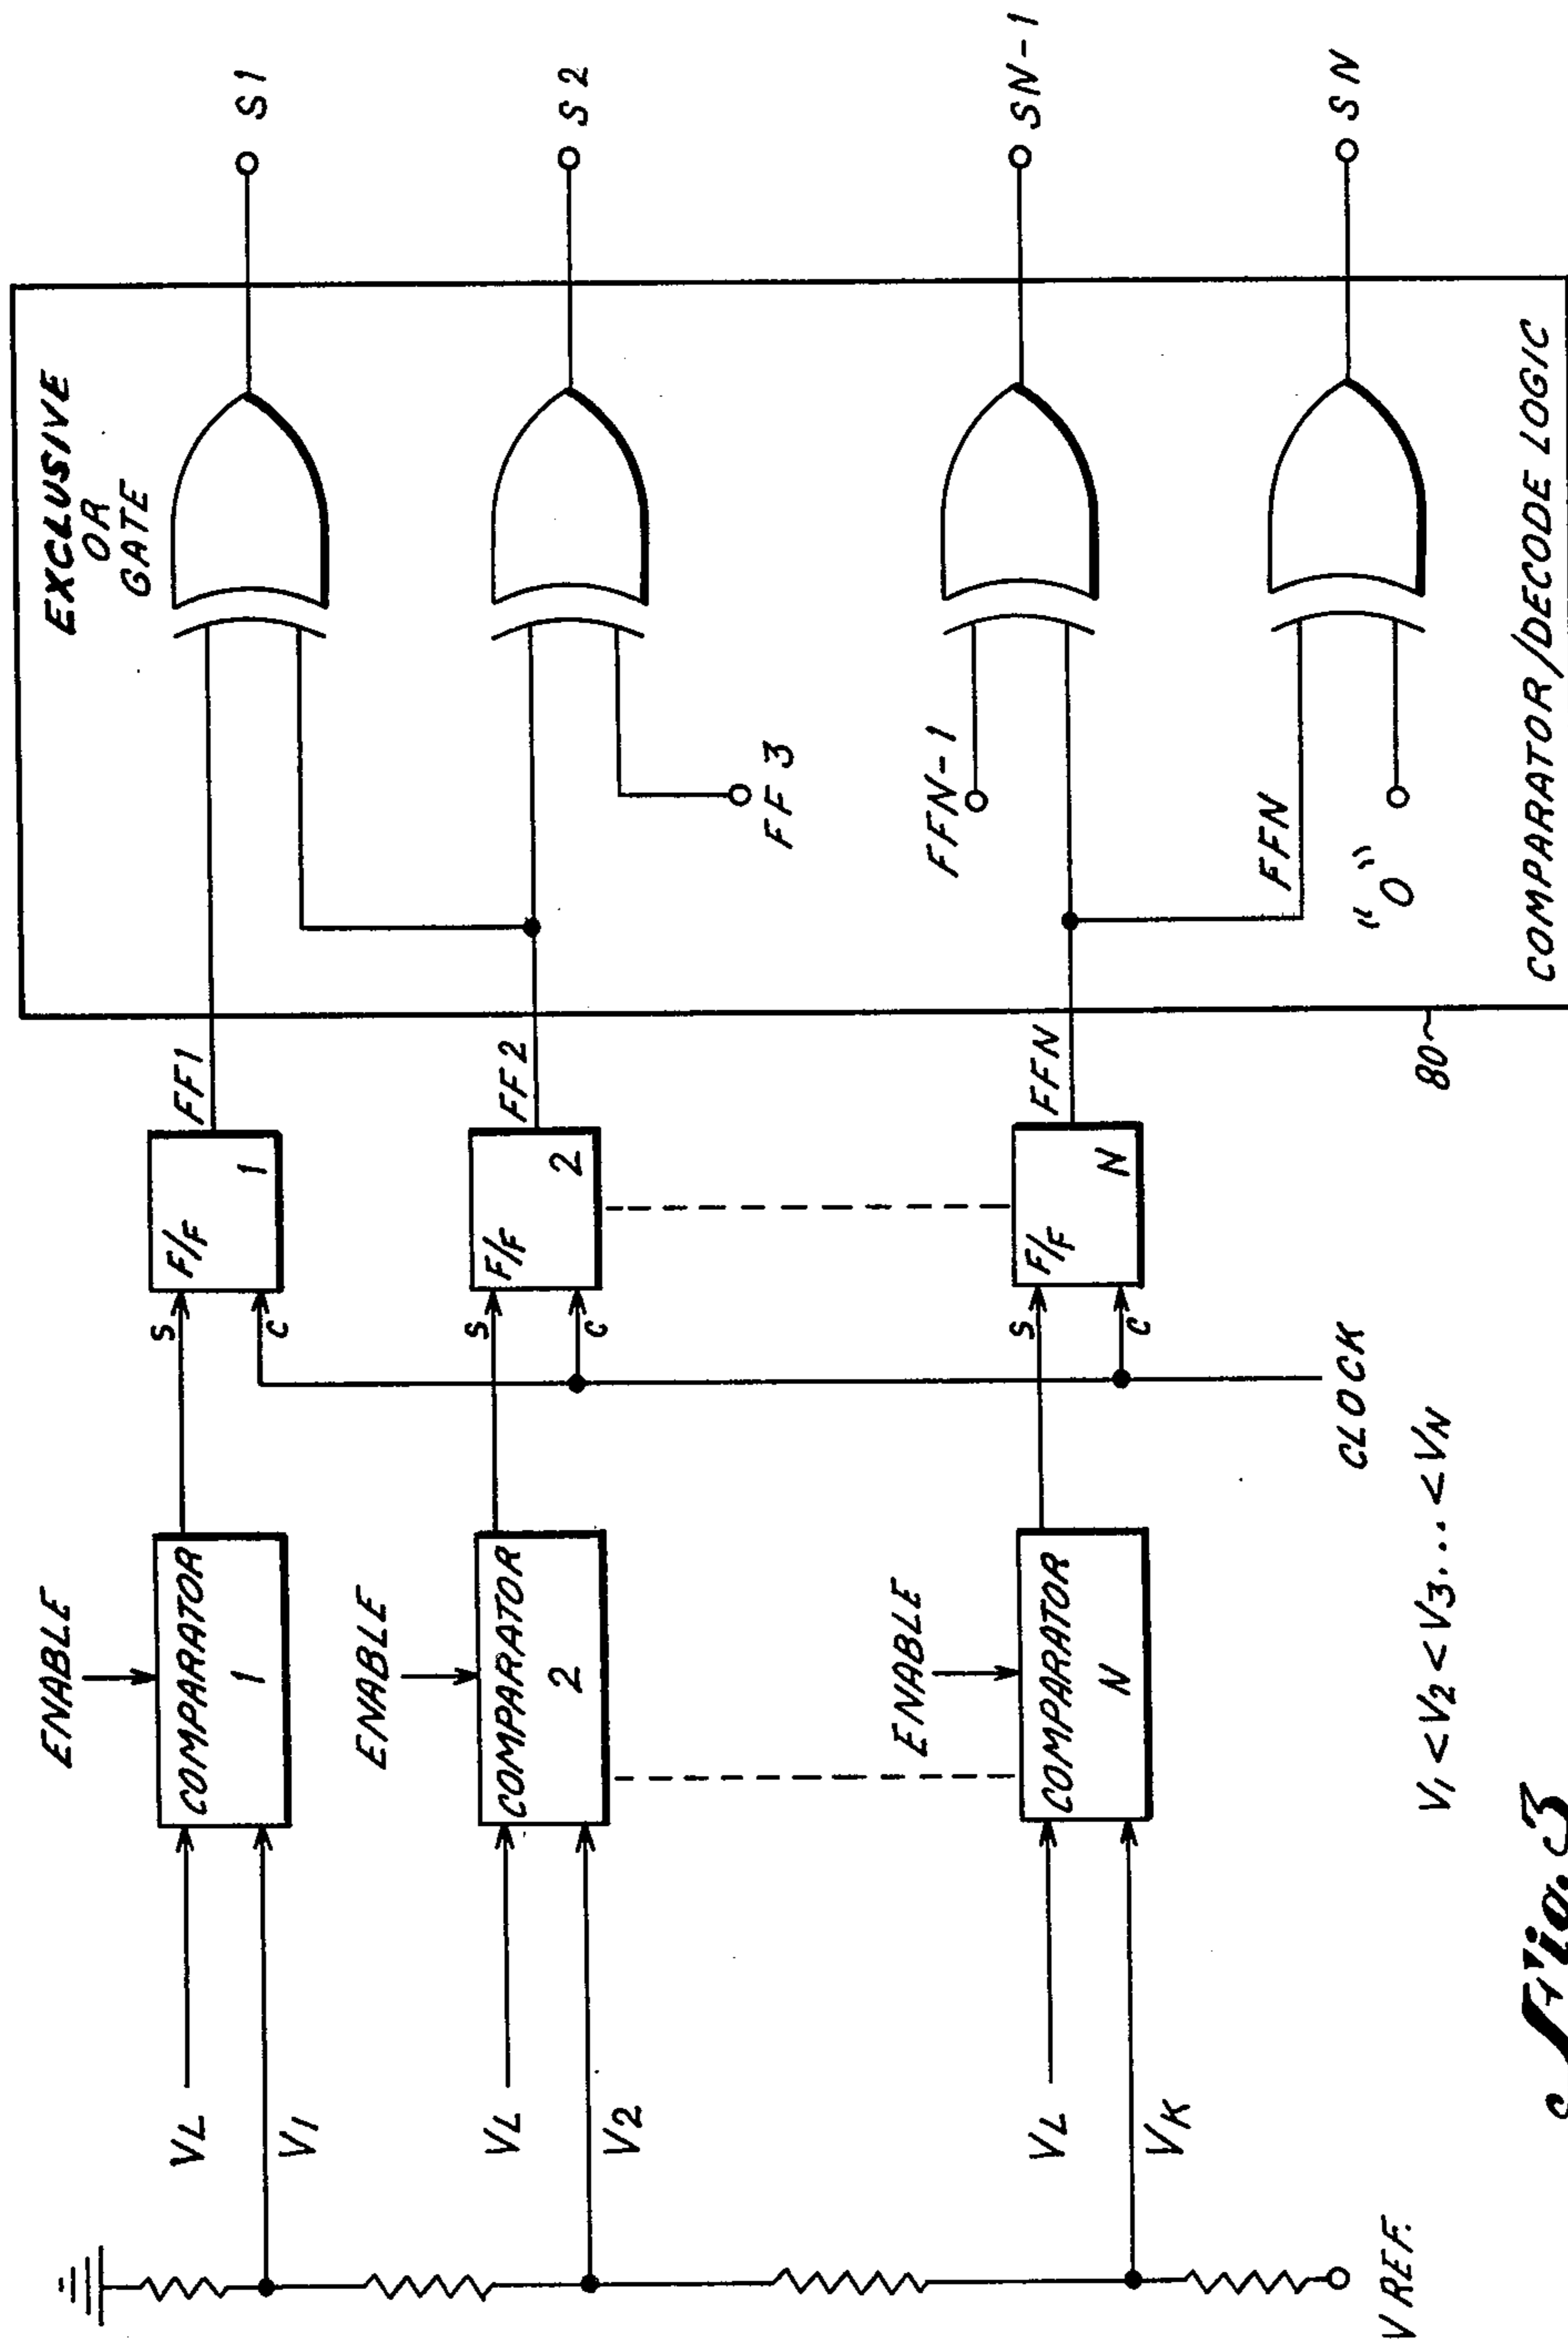 EXCLUSIVE
OR
GATE
ENABLE
VL
V1
COMPARATOR
1
S
C
F/F
1
FF1
S1
ENABLE
VL
V2
COMPARATOR
2
S
C
F/F
2
FF2
FF3
S2
ENABLE
VL
VK
COMPARATOR
N
S
C
F/F
N
FFN
FFN-1
SN-1
FFN
"0"
SN
V REF.
CLOCK
80
V1 < V2 < V3... < VN
COMPARATOR/DECODE LOGIC
Fig. 3